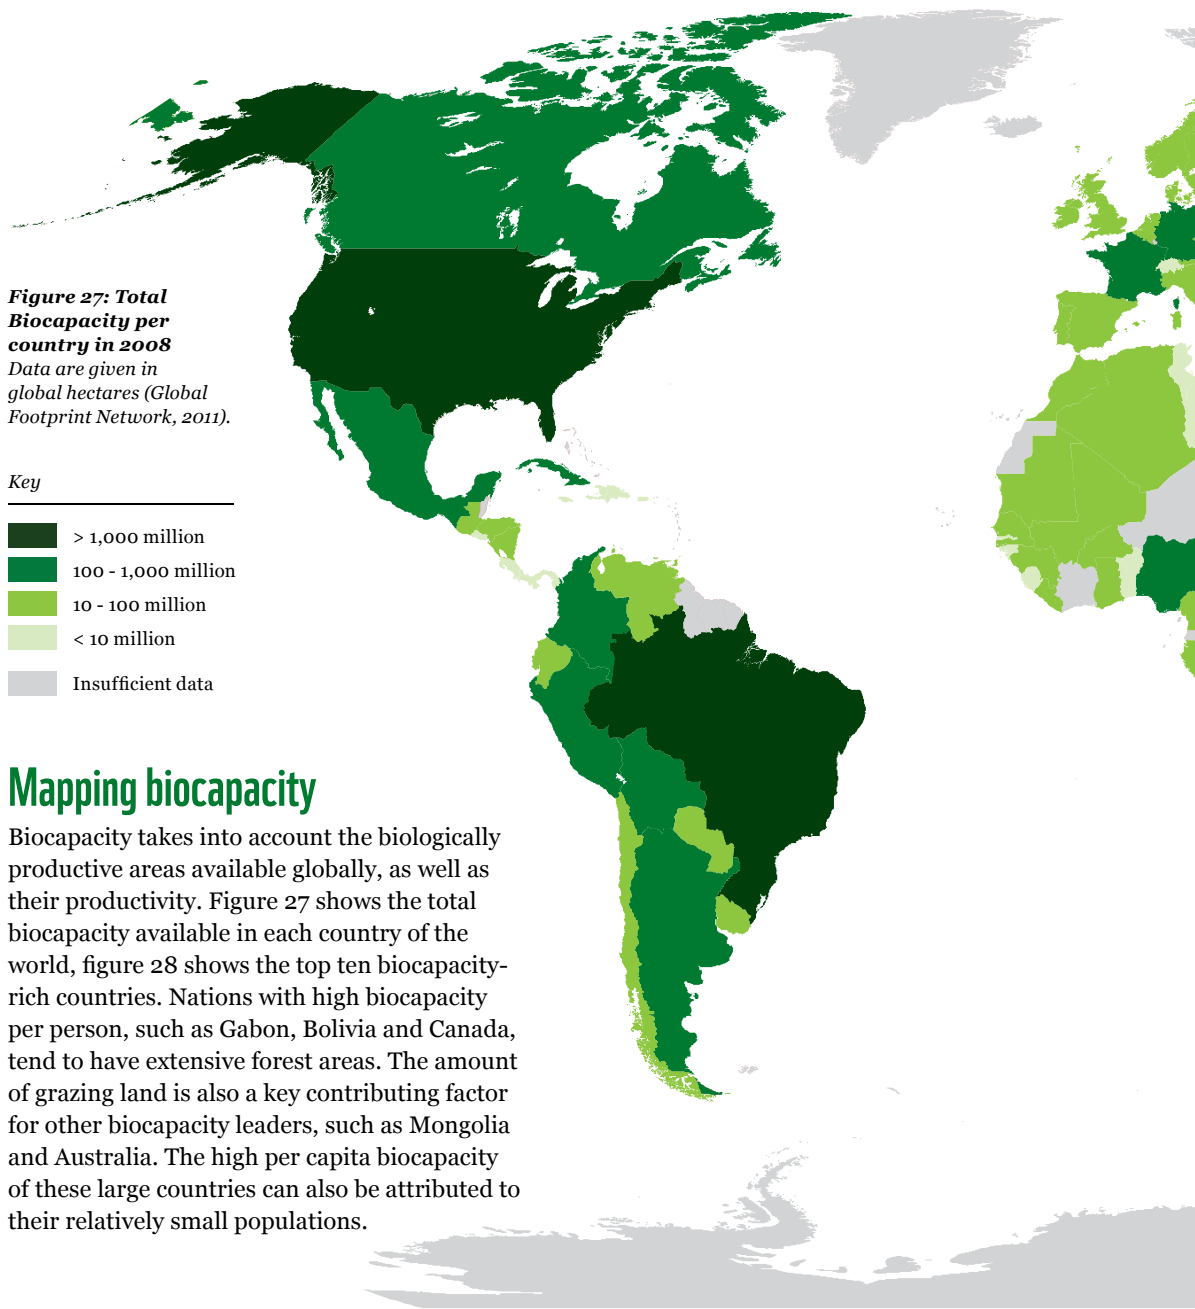 Figure 27: Total
Biocapacity per
country in 2008
Data are given in
global hectares (Global
Footprint Network, 2011).
Key
> 1,000 million
100 - 1,000 million
10 - 100 million
< 10 million
Insufficient data
Mapping biocapacity
Biocapacity takes into account the biologically
productive areas available globally, as well as
their productivity. Figure 27 shows the total
biocapacity available in each country of the
world, figure 28 shows the top ten biocapacity-
rich countries. Nations with high biocapacity
per person, such as Gabon, Bolivia and Canada,
tend to have extensive forest areas. The amount
of grazing land is also a key contributing factor
for other biocapacity leaders, such as Mongolia
and Australia. The high per capita biocapacity
of these large countries can also be attributed to
their relatively small populations.